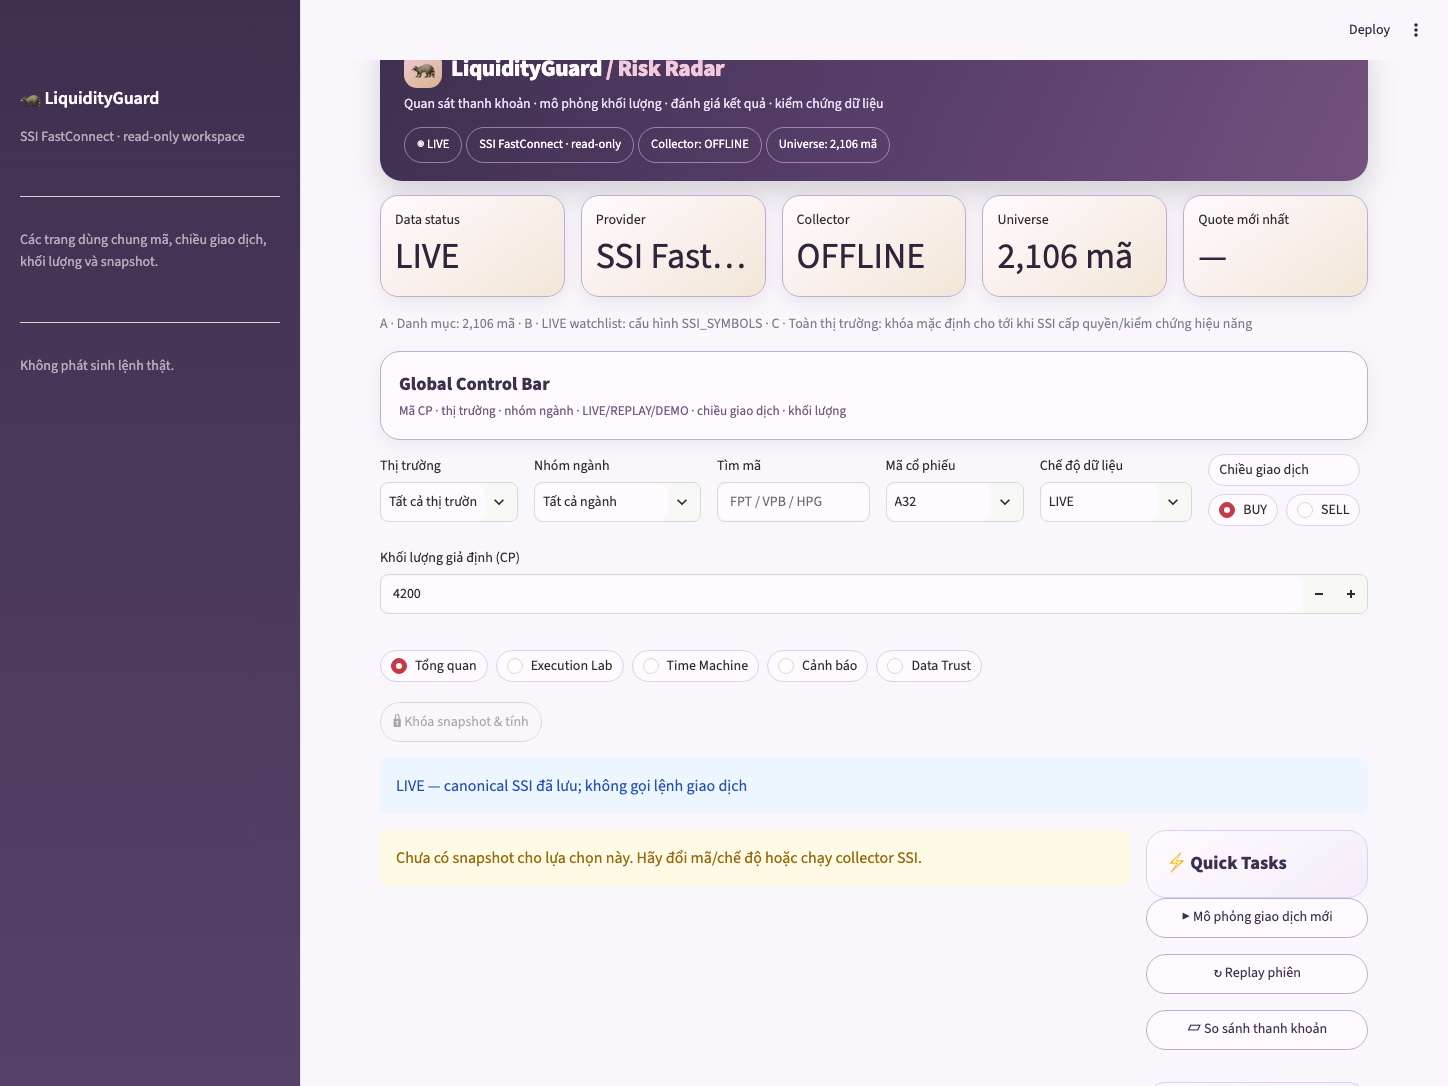 Deploy
LiquidityGuard
SSI FastConnect · read-only workspace
Các trang dùng chung mã, chiều giao dịch,
khối lượng và snapshot.
Không phát sinh lệnh thật.
LiquidityGuard / Risk Radar
Quan sát thanh khoản · mô phỏng khối lượng · đánh giá kết quả · kiểm chứng dữ liệu
LIVE
SSI FastConnect · read-only
Collector: OFFLINE
Universe: 2,106 mã
Data status
LIVE
Provider
SSI Fast…
Collector
OFFLINE
Universe
2,106 mã
Quote mới nhất
—
A · Danh mục: 2,106 mã · B · LIVE watchlist: cấu hình SSI_SYMBOLS · C · Toàn thị trường: khóa mặc định cho tới khi SSI cấp quyền/kiểm chứng hiệu năng
Global Control Bar
Mã CP · thị trường · nhóm ngành · LIVE/REPLAY/DEMO · chiều giao dịch · khối lượng
Thị trường
Tất cả thị trườn
Nhóm ngành
Tất cả ngành
Tìm mã
FPT / VPB / HPG
Mã cổ phiếu
A32
Chế độ dữ liệu
LIVE
Chiều giao dịch
BUY
SELL
Khối lượng giả định (CP)
4200
Tổng quan
Execution Lab
Time Machine
Cảnh báo
Data Trust
Khóa snapshot & tính
LIVE — canonical SSI đã lưu; không gọi lệnh giao dịch
Chưa có snapshot cho lựa chọn này. Hãy đổi mã/chế độ hoặc chạy collector SSI.
⚡ Quick Tasks
▶ Mô phỏng giao dịch mới
↻ Replay phiên
▱ So sánh thanh khoản